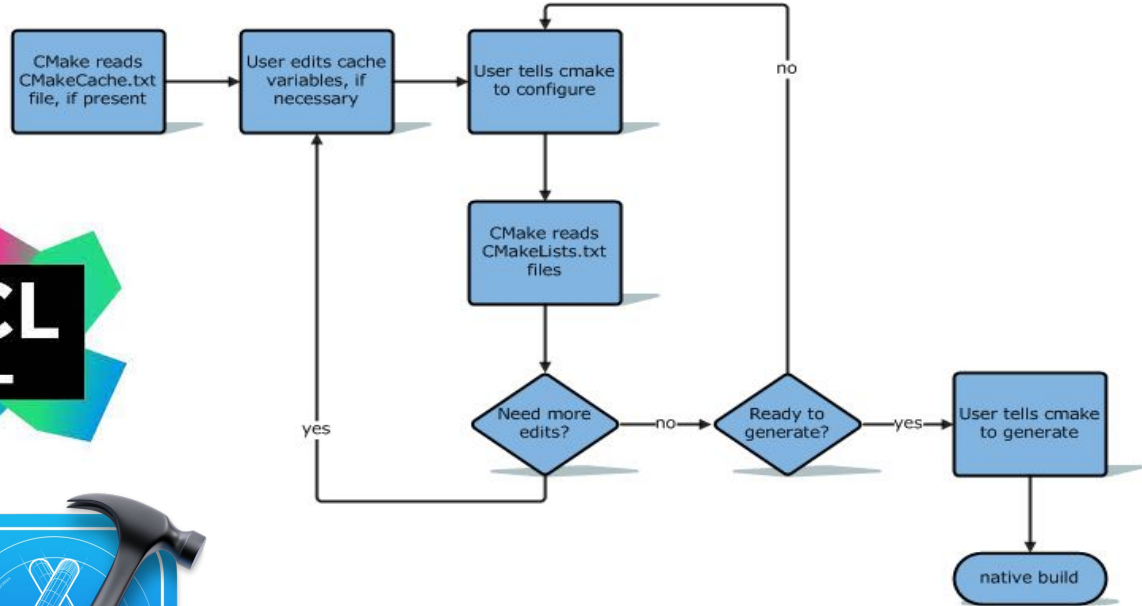 CMake reads
CMakeCache.txt
file, if present
User edits cache
variables, if
necessary
User tells cmake
to configure
no
CMake reads
CMakeLists.txt
files
CL
Need more
edits?
no
Ready to
generate?
yes
User tells cmake
to generate
yes
native build